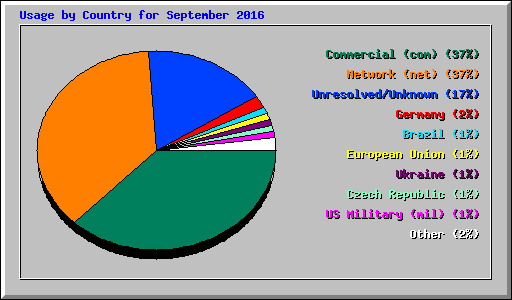 Usage by Country for September 2016
Commercial (com) (37%)
Network (net) (37%)
Unresolved/Unknown (17%)
Germany (2%)
Brazil (1%)
European Union (1%)
Ukraine (1%)
Czech Republic (1%)
US Military (mil) (1%)
Other (2%)